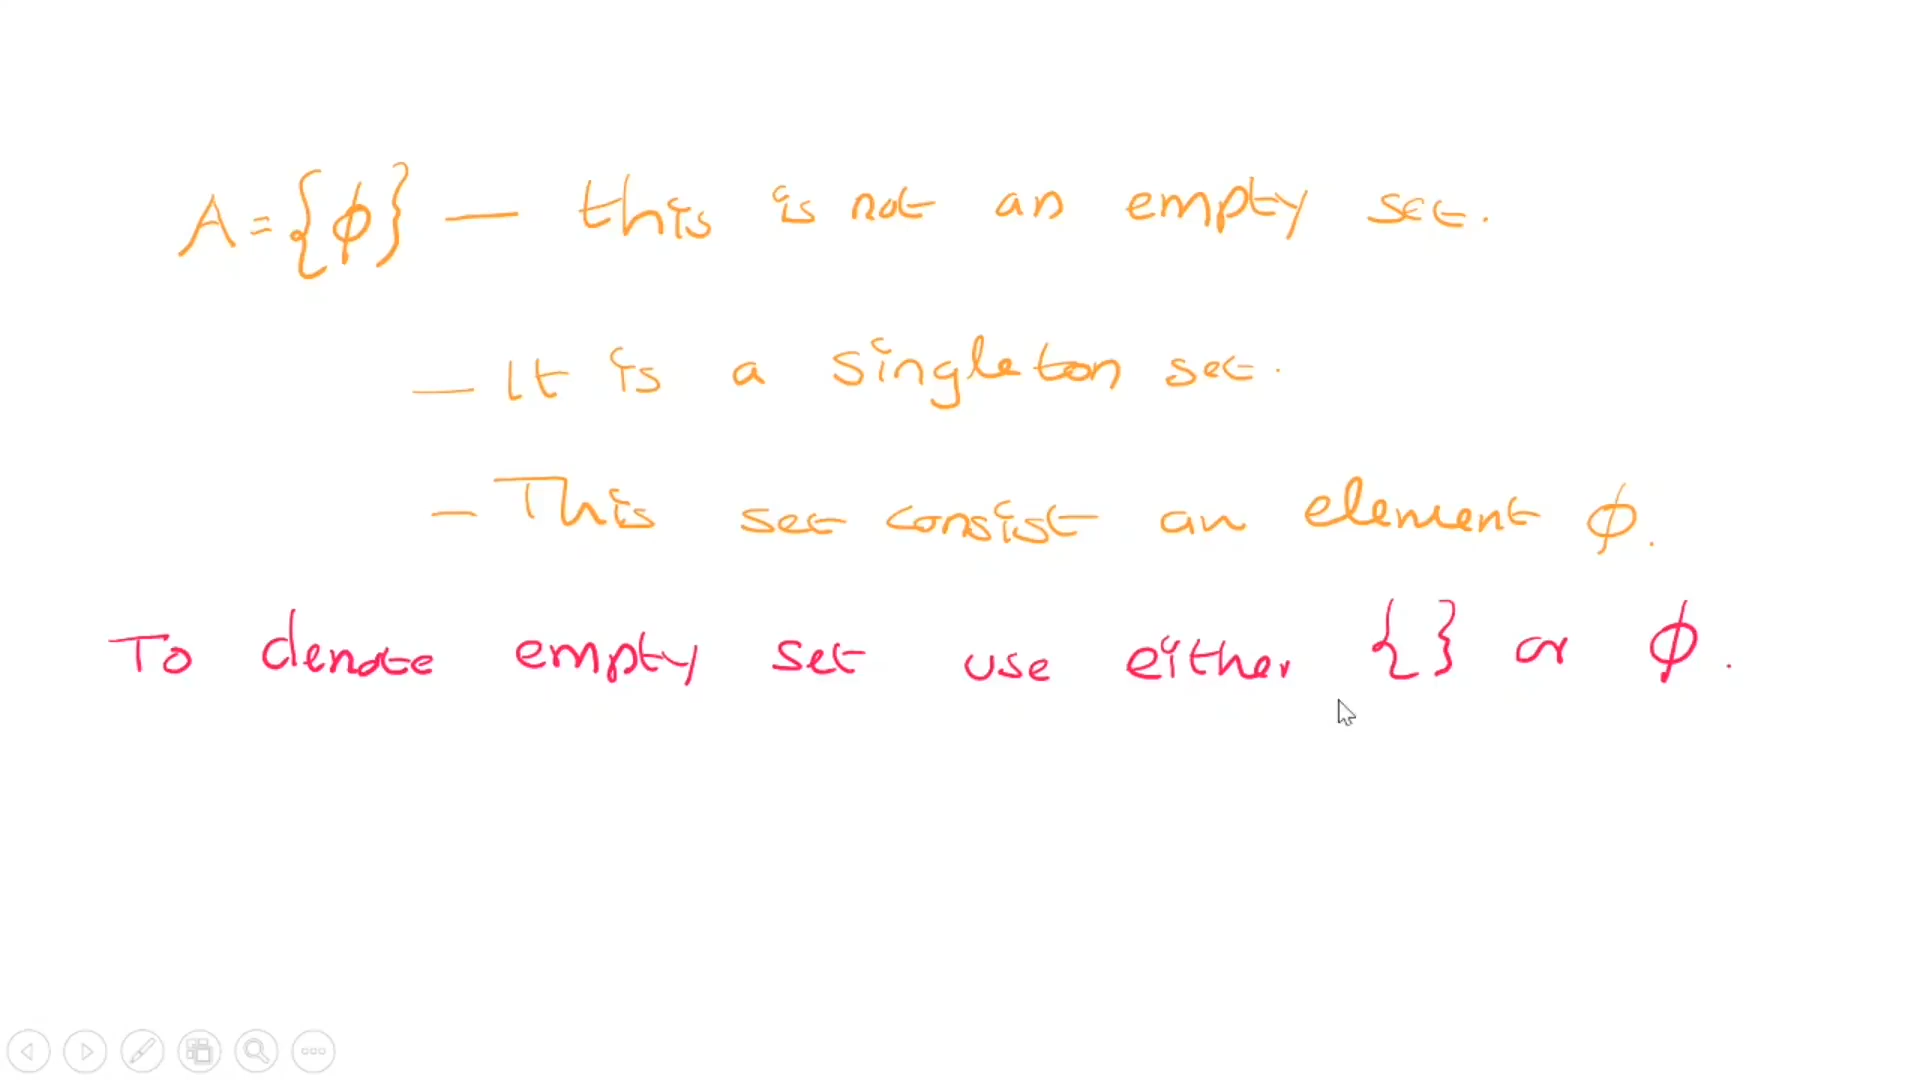 A = {ϕ} — this is not an empty set.
— It is a singleton set.
— This set consist an element ϕ.
To denote empty set use either { } or ϕ.